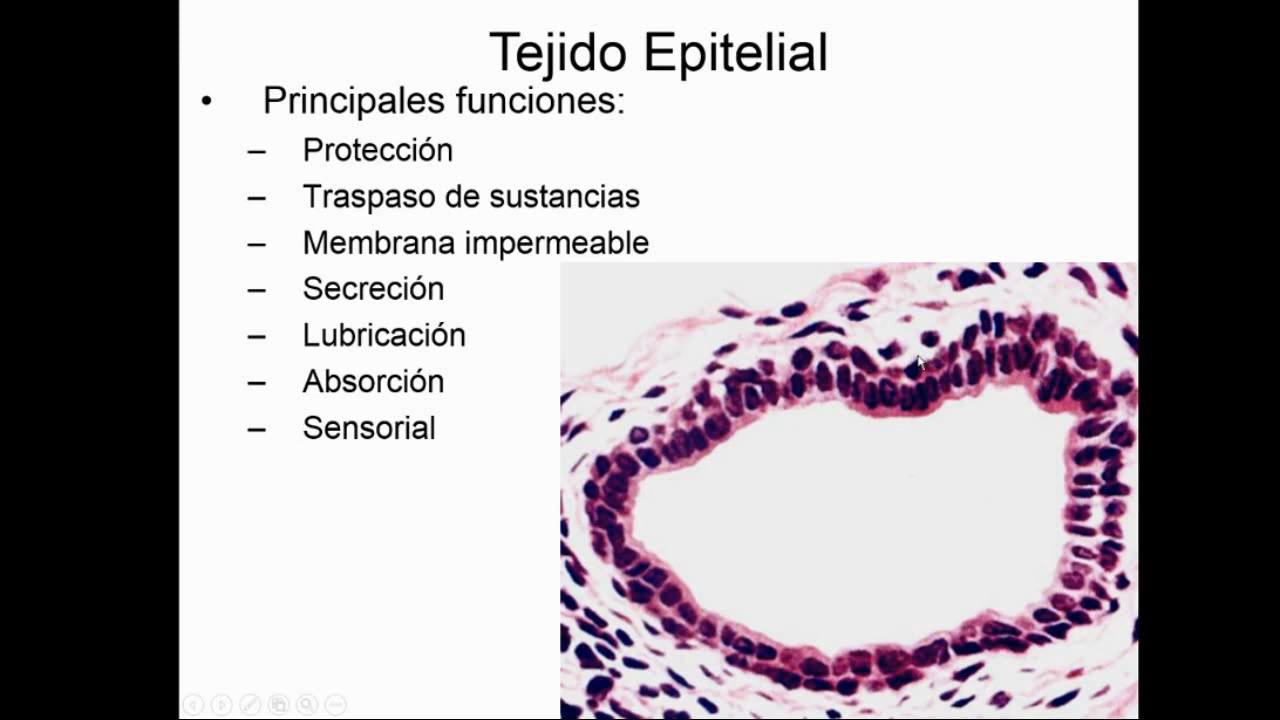 Tejido Epitelial
• Principales funciones:
– Protección
– Traspaso de sustancias
– Membrana impermeable
– Secreción
– Lubricación
– Absorción
– Sensorial